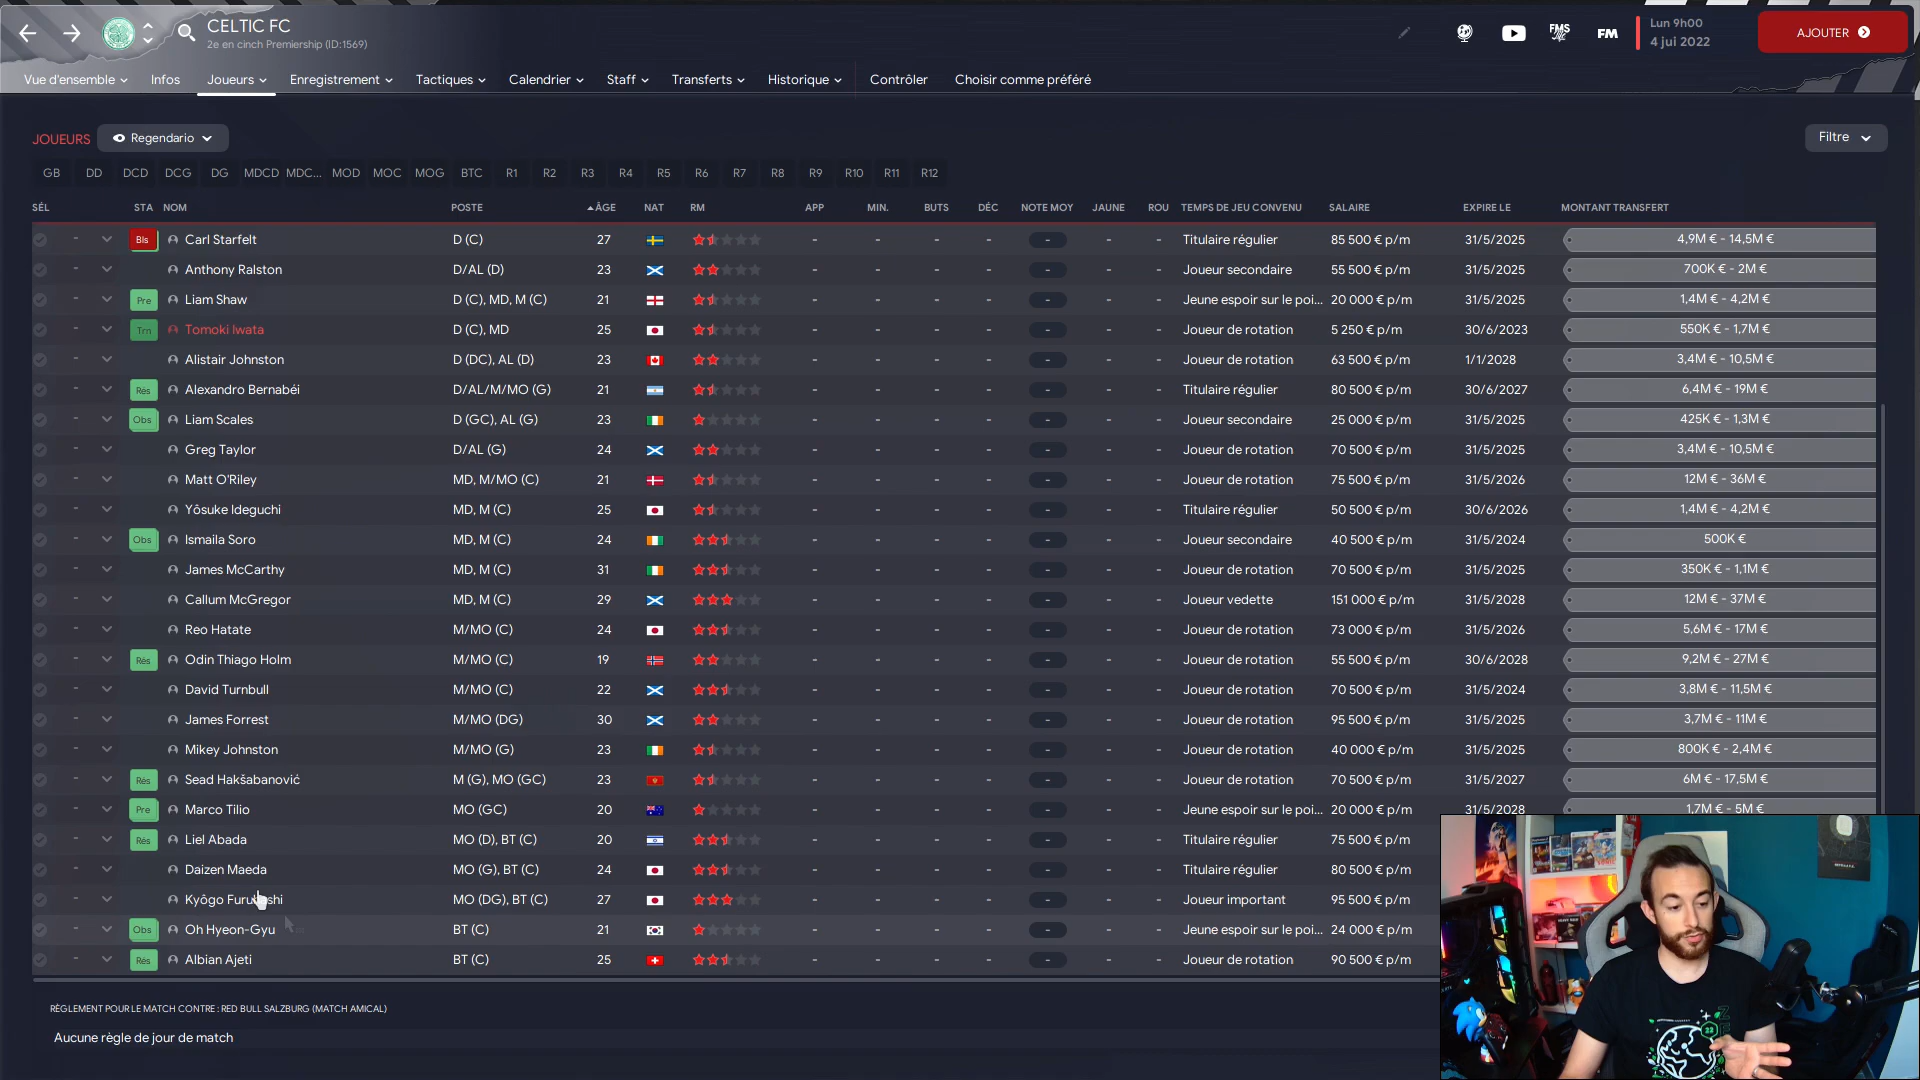 CELTIC FC
2e en cinch Premiership (ID:1569)
FMS
FM
Lun 9h00
4 jui 2022
AJOUTER
Vue d'ensemble Infos Joueurs Enregistrement Tactiques Calendrier Staff Transferts Historique Contrôler Choisir comme préféré
JOUEURS Regendario Filtre
GB DD DCD DCG DG MDCD MDC... MOD MOC MOG BTC R1 R2 R3 R4 R5 R6 R7 R8 R9 R10 R11 R12
SÉL STA NOM POSTE ÂGE NAT RM APP MIN. BUTS DÉC NOTE MOY JAUNE ROU TEMPS DE JEU CONVENU SALAIRE EXPIRE LE MONTANT TRANSFERT
- Bls Carl Starfelt D (C) 27 - - - - - - - Titulaire régulier 85 500 € p/m 31/5/2025 4,9M € - 14,5M €
- Anthony Ralston D/AL (D) 23 - - - - - - - Joueur secondaire 55 500 € p/m 31/5/2025 700K € - 2M €
- Pre Liam Shaw D (C), MD, M (C) 21 - - - - - - - Jeune espoir sur le poi... 20 000 € p/m 31/5/2025 1,4M € - 4,2M €
- Trn Tomoki Iwata D (C), MD 25 - - - - - - - Joueur de rotation 5 250 € p/m 30/6/2023 550K € - 1,7M €
- Alistair Johnston D (DC), AL (D) 23 - - - - - - - Joueur de rotation 63 500 € p/m 1/1/2028 3,4M € - 10,5M €
- Rés Alexandro Bernabéi D/AL/M/MO (G) 21 - - - - - - - Titulaire régulier 80 500 € p/m 30/6/2027 6,4M € - 19M €
- Obs Liam Scales D (GC), AL (G) 23 - - - - - - - Joueur secondaire 25 000 € p/m 31/5/2025 425K € - 1,3M €
- Greg Taylor D/AL (G) 24 - - - - - - - Joueur de rotation 70 500 € p/m 31/5/2025 3,4M € - 10,5M €
- Matt O'Riley MD, M/MO (C) 21 - - - - - - - Joueur de rotation 75 500 € p/m 31/5/2026 12M € - 36M €
- Yôsuke Ideguchi MD, M (C) 25 - - - - - - - Titulaire régulier 50 500 € p/m 30/6/2026 1,4M € - 4,2M €
- Obs Ismaila Soro MD, M (C) 24 - - - - - - - Joueur secondaire 40 500 € p/m 31/5/2024 500K €
- James McCarthy MD, M (C) 31 - - - - - - - Joueur de rotation 70 500 € p/m 31/5/2025 350K € - 1,1M €
- Callum McGregor MD, M (C) 29 - - - - - - - Joueur vedette 151 000 € p/m 31/5/2028 12M € - 37M €
- Reo Hatate M/MO (C) 24 - - - - - - - Joueur de rotation 73 000 € p/m 31/5/2026 5,6M € - 17M €
- Rés Odin Thiago Holm M/MO (C) 19 - - - - - - - Joueur de rotation 55 500 € p/m 30/6/2028 9,2M € - 27M €
- David Turnbull M/MO (C) 22 - - - - - - - Joueur de rotation 70 500 € p/m 31/5/2024 3,8M € - 11,5M €
- James Forrest M/MO (DG) 30 - - - - - - - Joueur de rotation 95 500 € p/m 31/5/2025 3,7M € - 11M €
- Mikey Johnston M/MO (G) 23 - - - - - - - Joueur de rotation 40 000 € p/m 31/5/2025 800K € - 2,4M €
- Rés Sead Hakšabanović M (G), MO (GC) 23 - - - - - - - Joueur de rotation 70 500 € p/m 31/5/2027 6M € - 17,5M €
- Pre Marco Tilio MO (GC) 20 - - - - - - - Jeune espoir sur le poi... 20 000 € p/m 31/5/2028 1,7M € - 5M €
- Rés Liel Abada MO (D), BT (C) 20 - - - - - - - Titulaire régulier 75 500 € p/m
- Daizen Maeda MO (G), BT (C) 24 - - - - - - - Titulaire régulier 80 500 € p/m
- Kyôgo Furuhashi MO (DG), BT (C) 27 - - - - - - - Joueur important 95 500 € p/m
- Obs Oh Hyeon-Gyu BT (C) 21 - - - - - - - Jeune espoir sur le poi... 24 000 € p/m
- Rés Albian Ajeti BT (C) 25 - - - - - - - Joueur de rotation 90 500 € p/m
RÈGLEMENT POUR LE MATCH CONTRE : RED BULL SALZBURG (MATCH AMICAL)
Aucune règle de jour de match